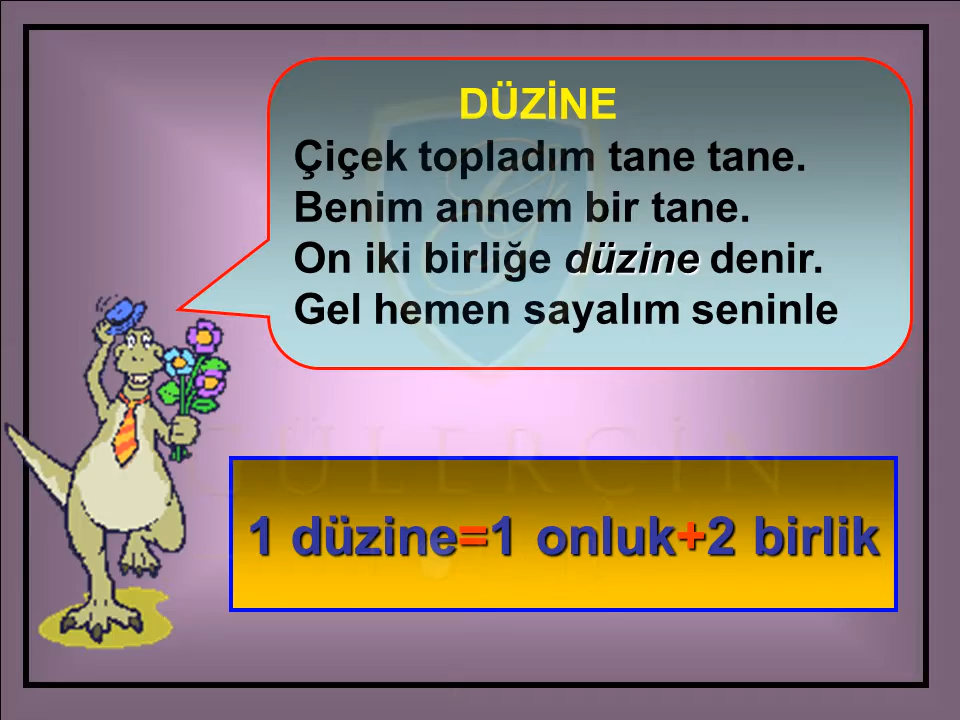 DÜZİNE
Çiçek topladım tane tane.
Benim annem bir tane.
On iki birliğe düzine denir.
Gel hemen sayalım seninle
GÜLERÇİN
1 düzine=1 onluk+2 birlik